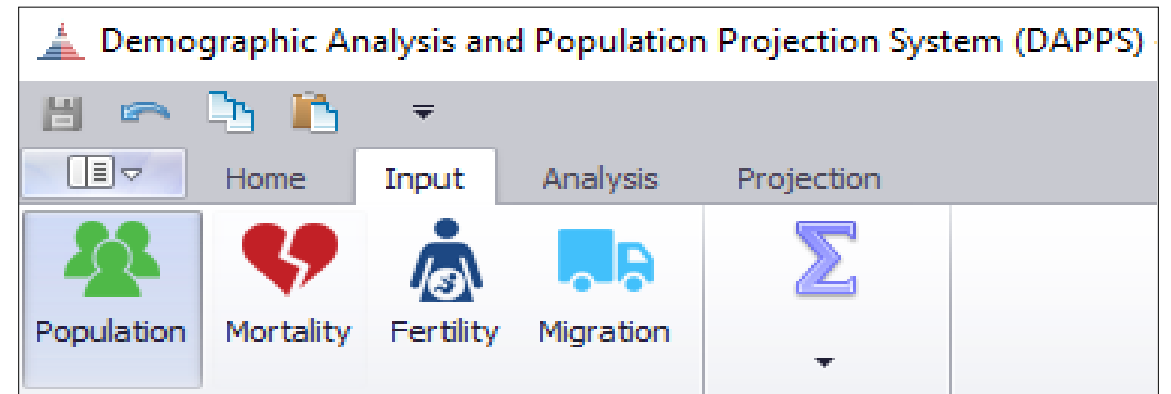 Demographic Analysis and Population Projection System (DAPPS)
Home Input Analysis Projection
Population Mortality Fertility Migration